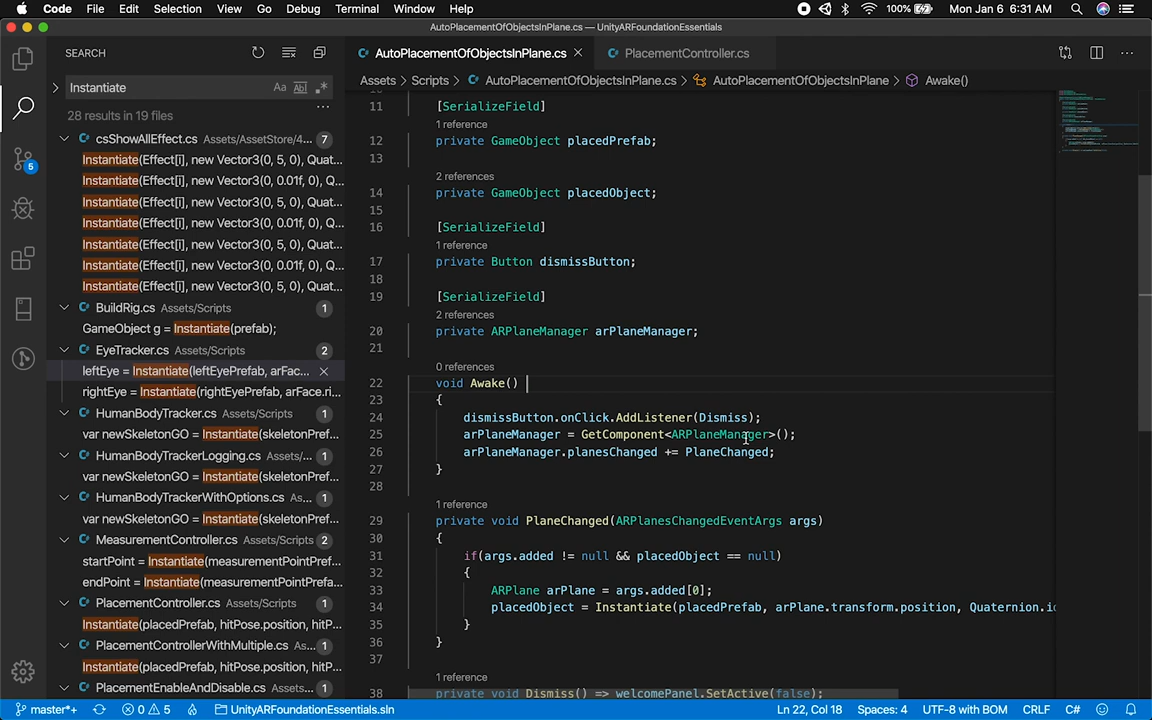 Code File Edit Selection View Go Debug Terminal Window Help 100% Mon Jan 6 6:31 AM
AutoPlacementOfObjectsInPlane.cs — UnityARFoundationEssentials
SEARCH
Instantiate
Aa Abl .*
28 results in 19 files
csShowAllEffect.cs Assets/AssetStore/4... 7
Instantiate(Effect[i], new Vector3(0, 5, 0), Quat...
Instantiate(Effect[i], new Vector3(0, 0.01f, 0), Q...
Instantiate(Effect[i], new Vector3(0, 5, 0), Quat...
Instantiate(Effect[i], new Vector3(0, 0.01f, 0), Q...
Instantiate(Effect[i], new Vector3(0, 5, 0), Quat...
Instantiate(Effect[i], new Vector3(0, 0.01f, 0), Q...
Instantiate(Effect[i], new Vector3(0, 5, 0), Quat...
BuildRig.cs Assets/Scripts 1
GameObject g = Instantiate(prefab);
EyeTracker.cs Assets/Scripts 2
leftEye = Instantiate(leftEyePrefab, arFace...
rightEye = Instantiate(rightEyePrefab, arFace.ri...
HumanBodyTracker.cs Assets/Scripts 1
var newSkeletonGO = Instantiate(skeletonPref...
HumanBodyTrackerLogging.cs Assets/... 1
var newSkeletonGO = Instantiate(skeletonPref...
HumanBodyTrackerWithOptions.cs As... 1
var newSkeletonGO = Instantiate(skeletonPref...
MeasurementController.cs Assets/Scripts 2
startPoint = Instantiate(measurementPointPref...
endPoint = Instantiate(measurementPointPrefa...
PlacementController.cs Assets/Scripts 1
Instantiate(placedPrefab, hitPose.position, hitP...
PlacementControllerWithMultiple.cs As... 1
Instantiate(placedPrefab, hitPose.position, hitP...
PlacementEnableAndDisable.cs Assets... 1
5
AutoPlacementOfObjectsInPlane.cs PlacementController.cs
Assets > Scripts > AutoPlacementOfObjectsInPlane.cs > AutoPlacementOfObjectsInPlane > Awake()
11 [SerializeField]
1 reference
12 private GameObject placedPrefab;
13
2 references
14 private GameObject placedObject;
15
16 [SerializeField]
1 reference
17 private Button dismissButton;
18
19 [SerializeField]
2 references
20 private ARPlaneManager arPlaneManager;
21
0 references
22 void Awake()
23 {
24 dismissButton.onClick.AddListener(Dismiss);
25 arPlaneManager = GetComponent<ARPlaneManager>();
26 arPlaneManager.planesChanged += PlaneChanged;
27 }
28
1 reference
29 private void PlaneChanged(ARPlanesChangedEventArgs args)
30 {
31 if(args.added != null && placedObject == null)
32 {
33 ARPlane arPlane = args.added[0];
34 placedObject = Instantiate(placedPrefab, arPlane.transform.position, Quaternion.i
35 }
36 }
37
1 reference
38 private void Dismiss() => welcomePanel.SetActive(false);
master*+ 0 5 UnityARFoundationEssentials.sln Ln 22, Col 18 Spaces: 4 UTF-8 with BOM CRLF C#